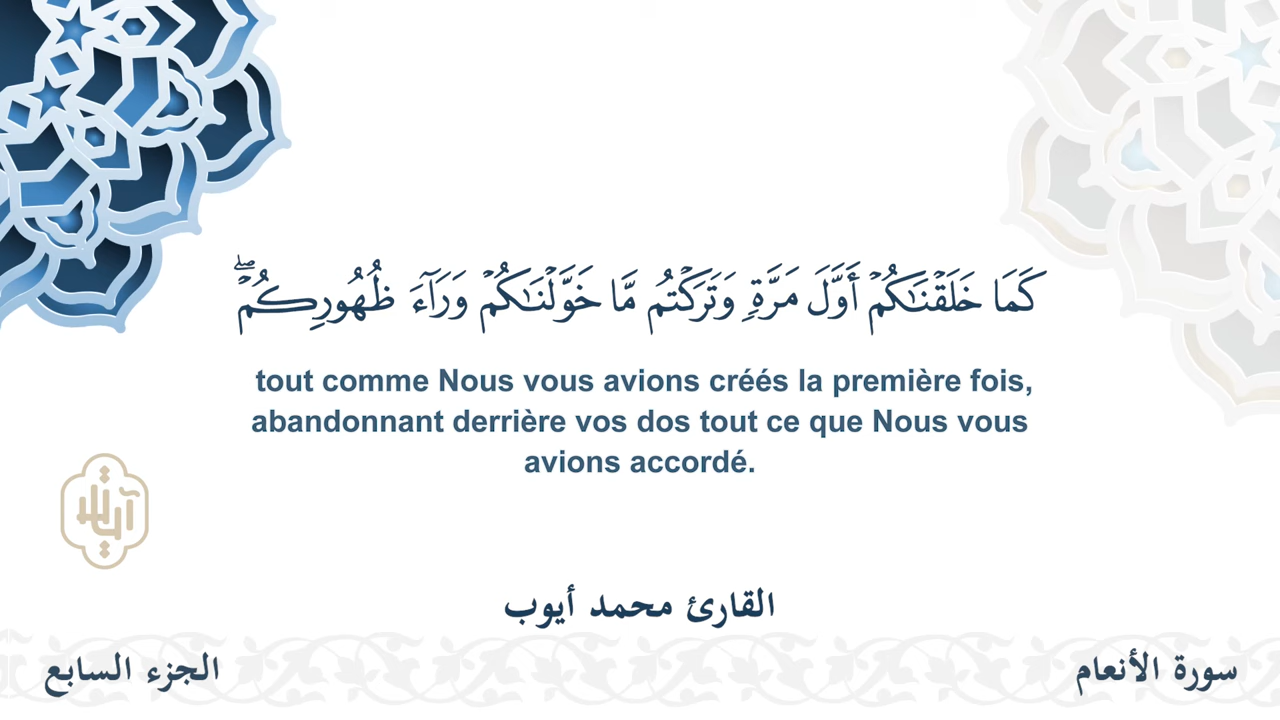 كَمَا خَلَقْنَـٰكُمْ أَوَّلَ مَرَّةٍۢ وَتَرَكْتُم مَّا خَوَّلْنَـٰكُمْ وَرَآءَ ظُهُورِكُمْ ۖ
tout comme Nous vous avions créés la première fois,
abandonnant derrière vos dos tout ce que Nous vous
avions accordé.
القارئ محمد أيوب
سورة الأنعام
الجزء السابع